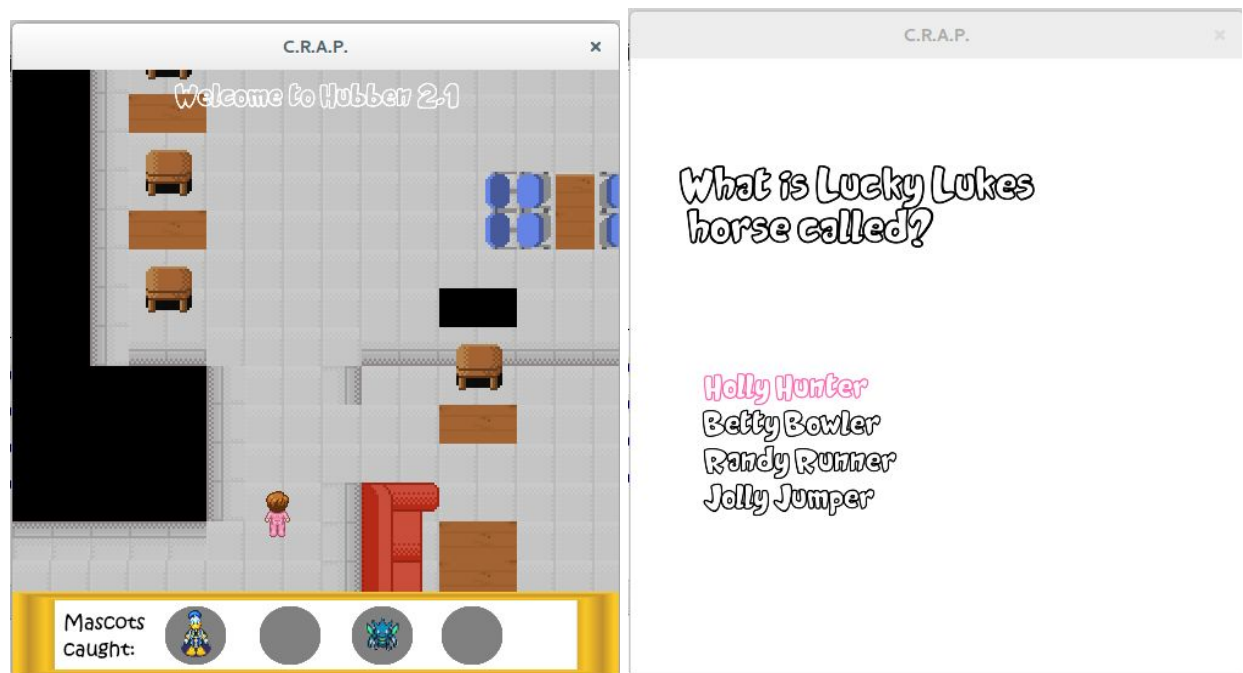 C.R.A.P.
Welcome to Hubben 2.1
Mascots
caught:
C.R.A.P.
What is Lucky Lukes
horse called?
Holly Hunter
Betty Bowler
Randy Runner
Jolly Jumper